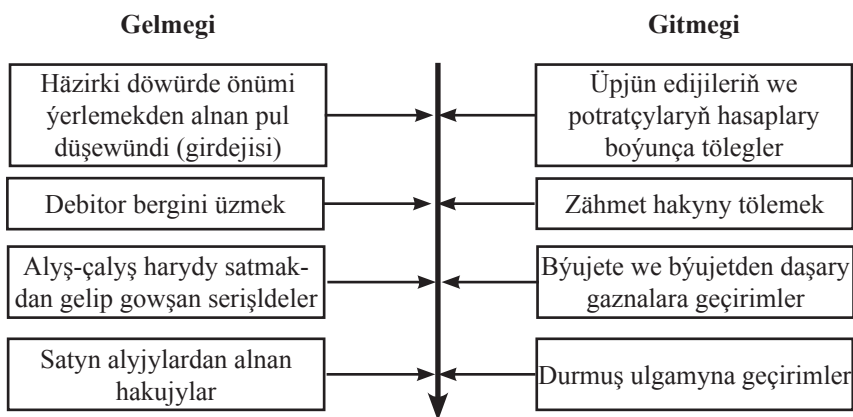 Gelmegi
Gitmegi
Häzirki döwürde önümi
ýerlemekden alnan pul
düşewündi (girdejisi)
Üpjün edijileriň we
potratçylaryň hasaplary
boýunça tölegler
Debitor bergini üzmek
Zähmet hakyny tölemek
Alyş-çalyş harydy satmak-
dan gelip gowşan serişldeler
Býujete we býujetden daşary
gaznalara geçirimler
Satyn alyjylardan alnan
hakujylar
Durmuş ulgamyna geçirimler